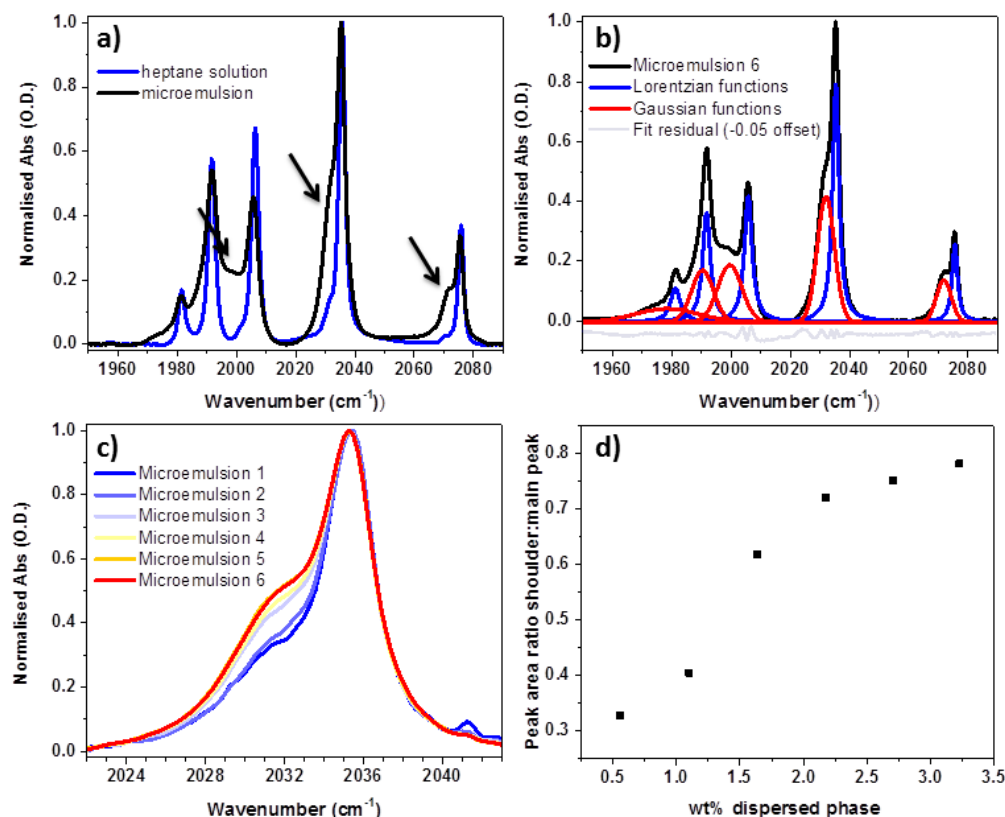 a)
heptane solution
microemulsion
Normalised Abs (O.D.)
1.0
0.8
0.6
0.4
0.2
0.0
1960 1980 2000 2020 2040 2060 2080
Wavenumber (cm-1))
b)
Microemulsion 6
Lorentzian functions
Gaussian functions
Fit residual (-0.05 offset)
Normalised Abs (O.D.)
1.0
0.8
0.6
0.4
0.2
0.0
1960 1980 2000 2020 2040 2060 2080
Wavenumber (cm-1))
c)
Microemulsion 1
Microemulsion 2
Microemulsion 3
Microemulsion 4
Microemulsion 5
Microemulsion 6
Normalised Abs (O.D.)
1.0
0.8
0.6
0.4
0.2
0.0
2024 2028 2032 2036 2040
Wavenumber (cm-1)
d)
Peak area ratio shoulder:main peak
0.8
0.7
0.6
0.5
0.4
0.3
0.0 0.5 1.0 1.5 2.0 2.5 3.0 3.5
wt% dispersed phase